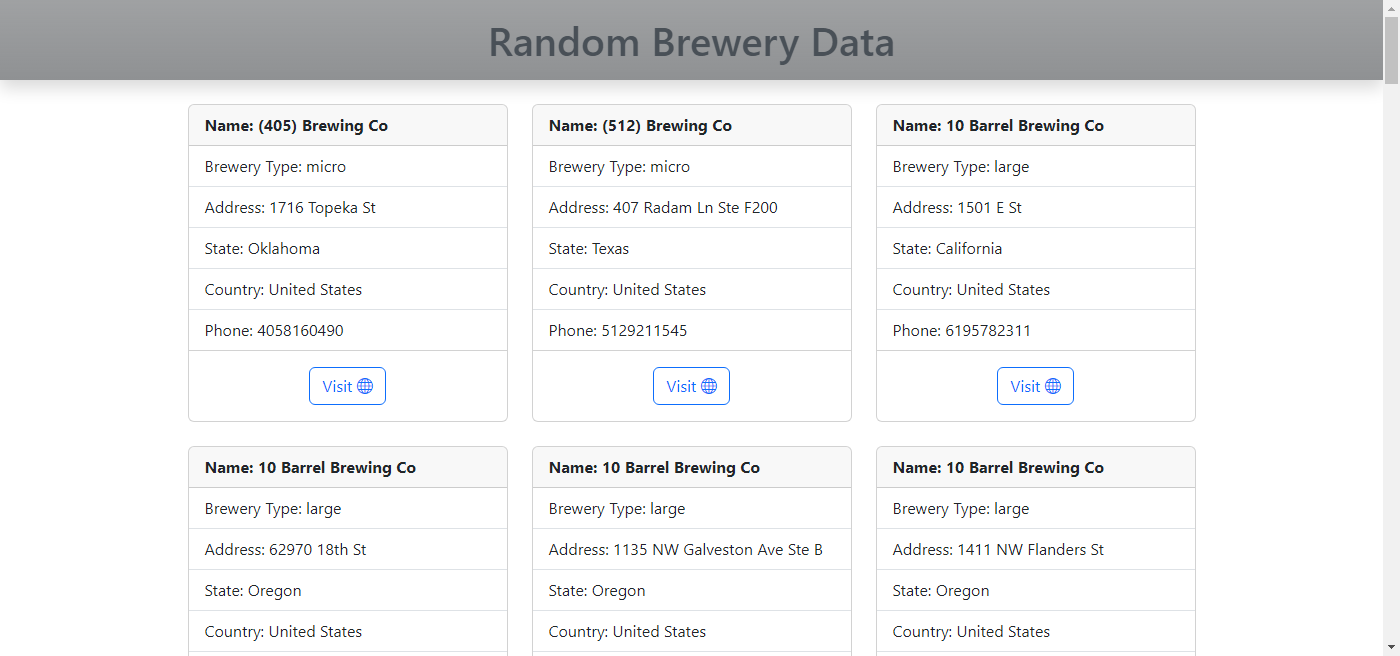 Random Brewery Data
Name: (405) Brewing Co
Brewery Type: micro
Address: 1716 Topeka St
State: Oklahoma
Country: United States
Phone: 4058160490
Visit
Name: (512) Brewing Co
Brewery Type: micro
Address: 407 Radam Ln Ste F200
State: Texas
Country: United States
Phone: 5129211545
Visit
Name: 10 Barrel Brewing Co
Brewery Type: large
Address: 1501 E St
State: California
Country: United States
Phone: 6195782311
Visit
Name: 10 Barrel Brewing Co
Brewery Type: large
Address: 62970 18th St
State: Oregon
Country: United States
Name: 10 Barrel Brewing Co
Brewery Type: large
Address: 1135 NW Galveston Ave Ste B
State: Oregon
Country: United States
Name: 10 Barrel Brewing Co
Brewery Type: large
Address: 1411 NW Flanders St
State: Oregon
Country: United States